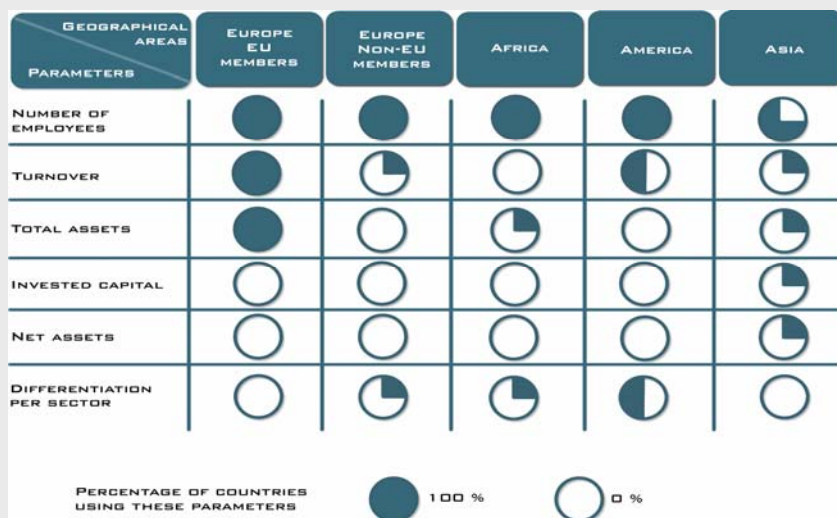 GEOGRAPHICAL
AREAS
PARAMETERS
EUROPE
EU
MEMBERS
EUROPE
NON-EU
MEMBERS
AFRICA
AMERICA
ASIA
NUMBER OF
EMPLOYEES
TURNOVER
TOTAL ASSETS
INVESTED CAPITAL
NET ASSETS
DIFFERENTIATION
PER SECTOR
PERCENTAGE OF COUNTRIES
USING THESE PARAMETERS
100 %
0 %